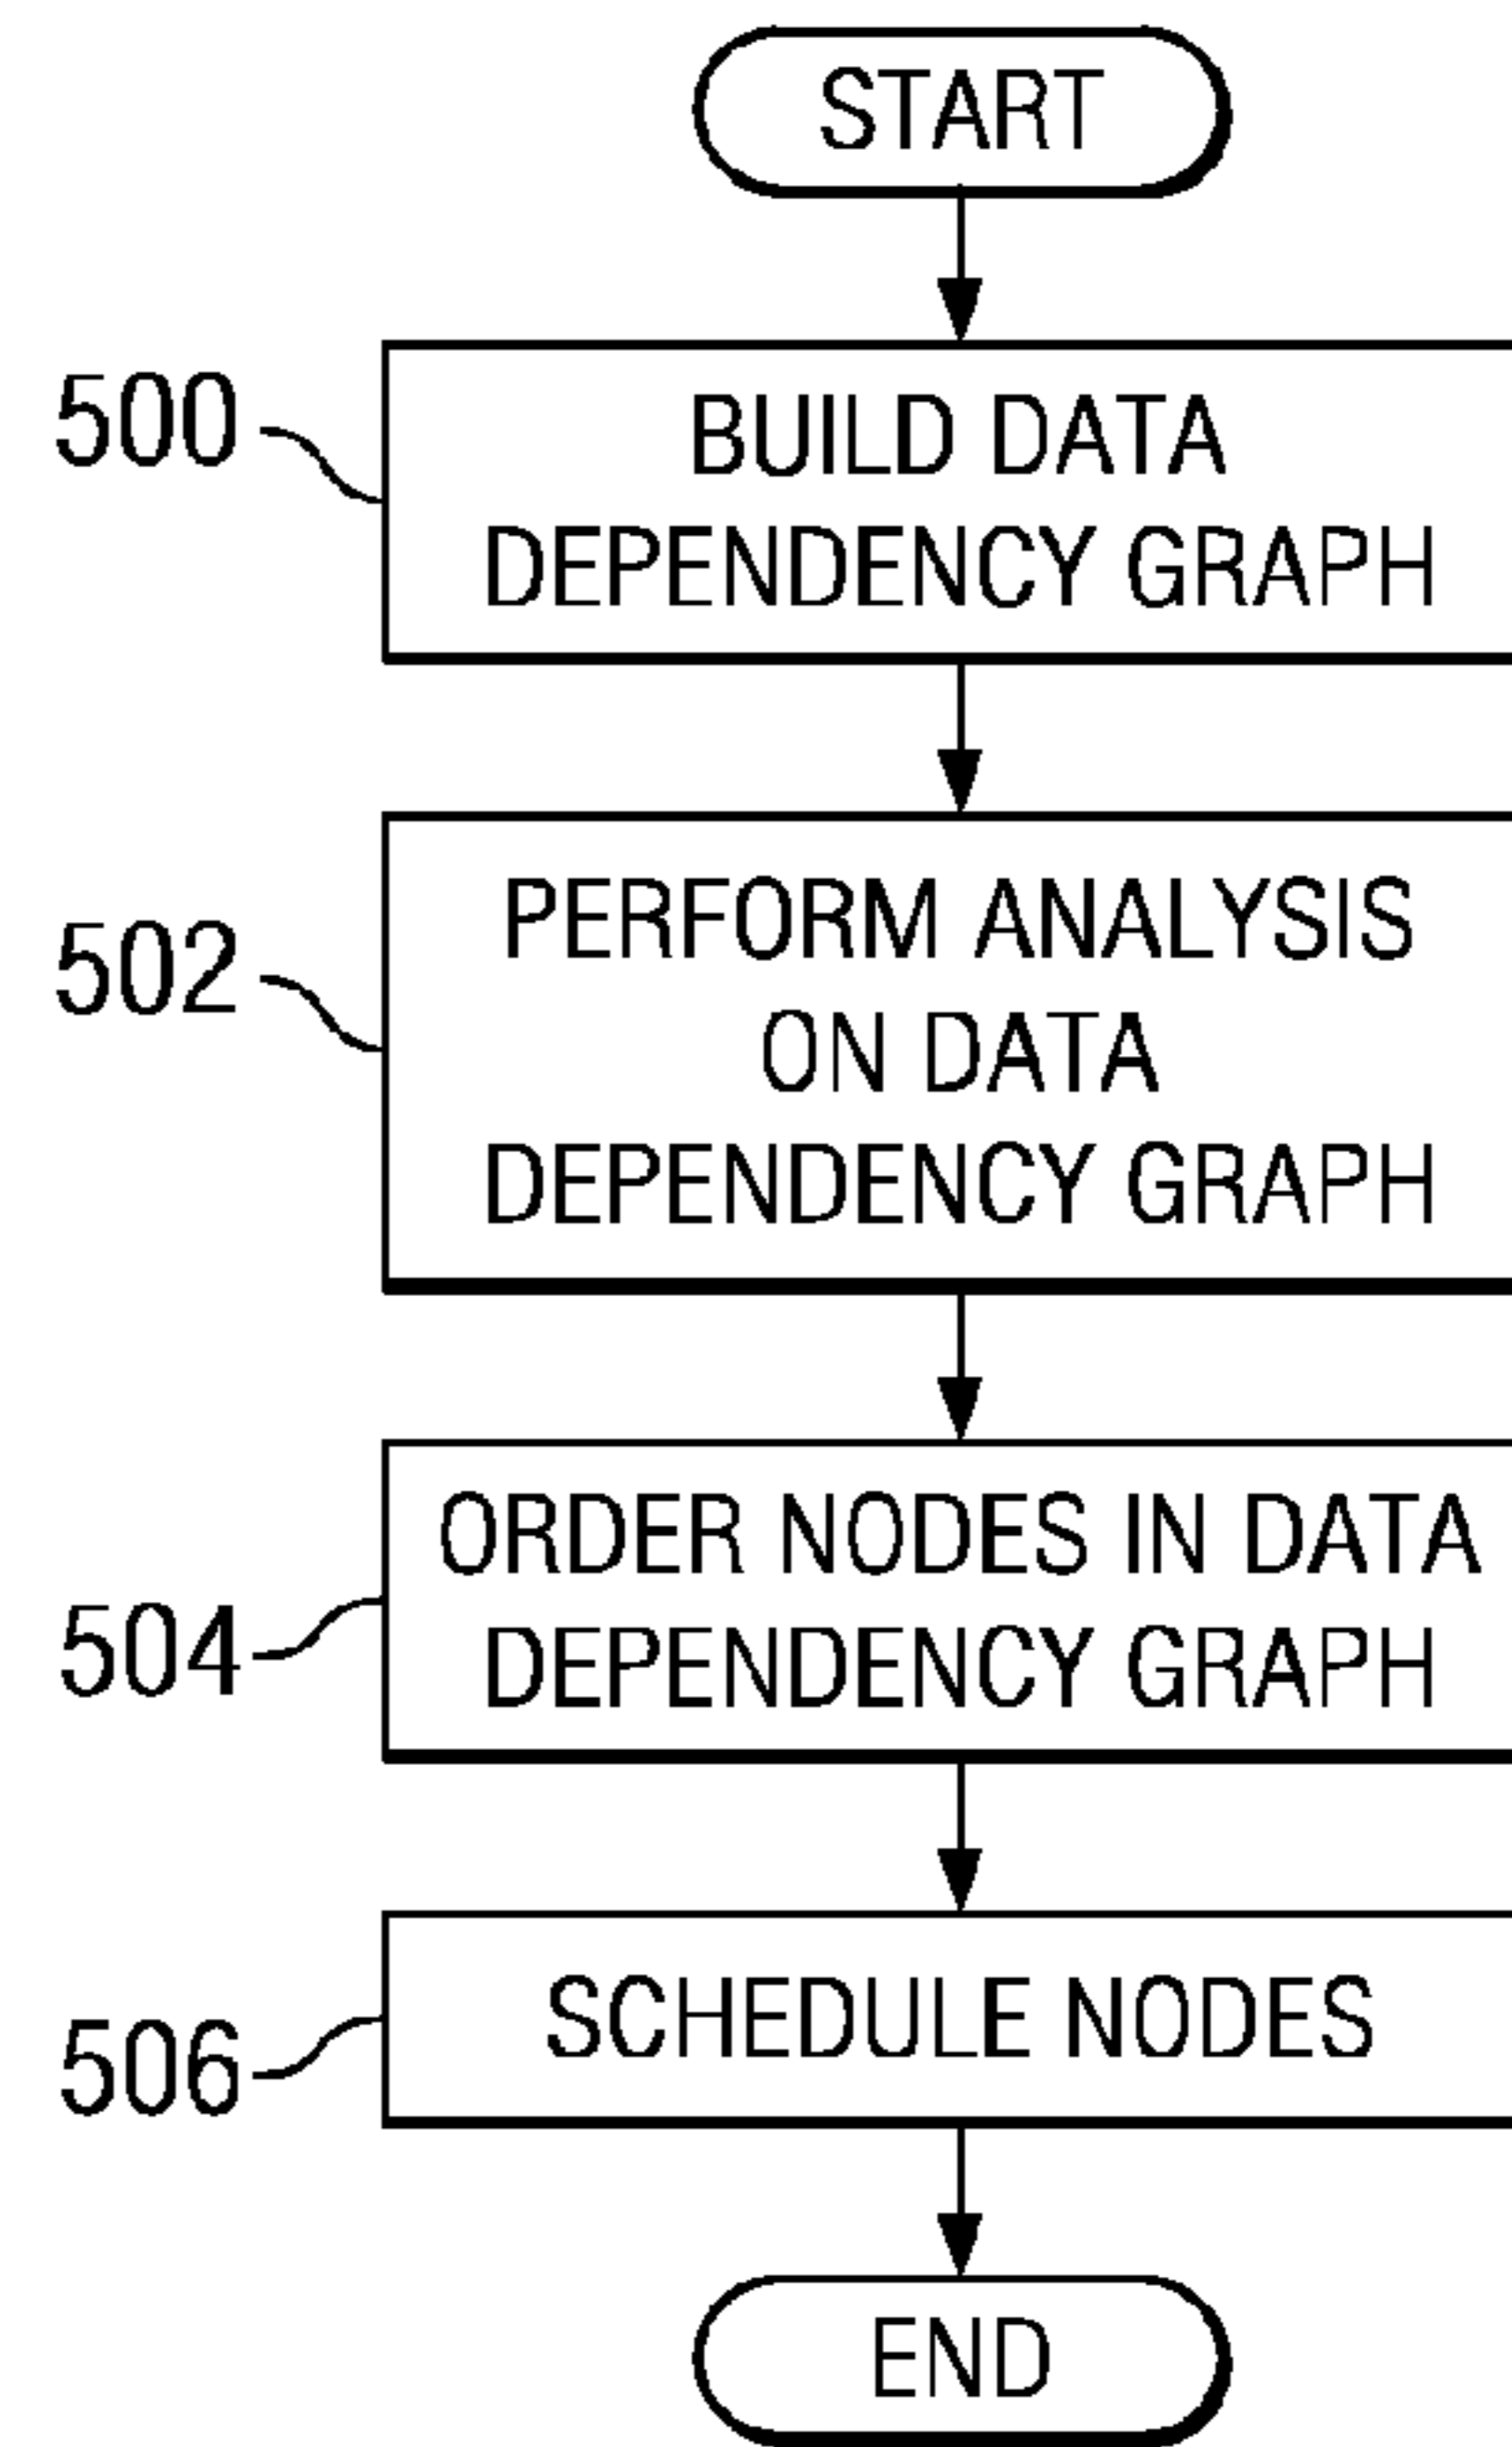 START
500
BUILD DATA
DEPENDENCY GRAPH
502
PERFORM ANALYSIS
ON DATA
DEPENDENCY GRAPH
504
ORDER NODES IN DATA
DEPENDENCY GRAPH
506
SCHEDULE NODES
END